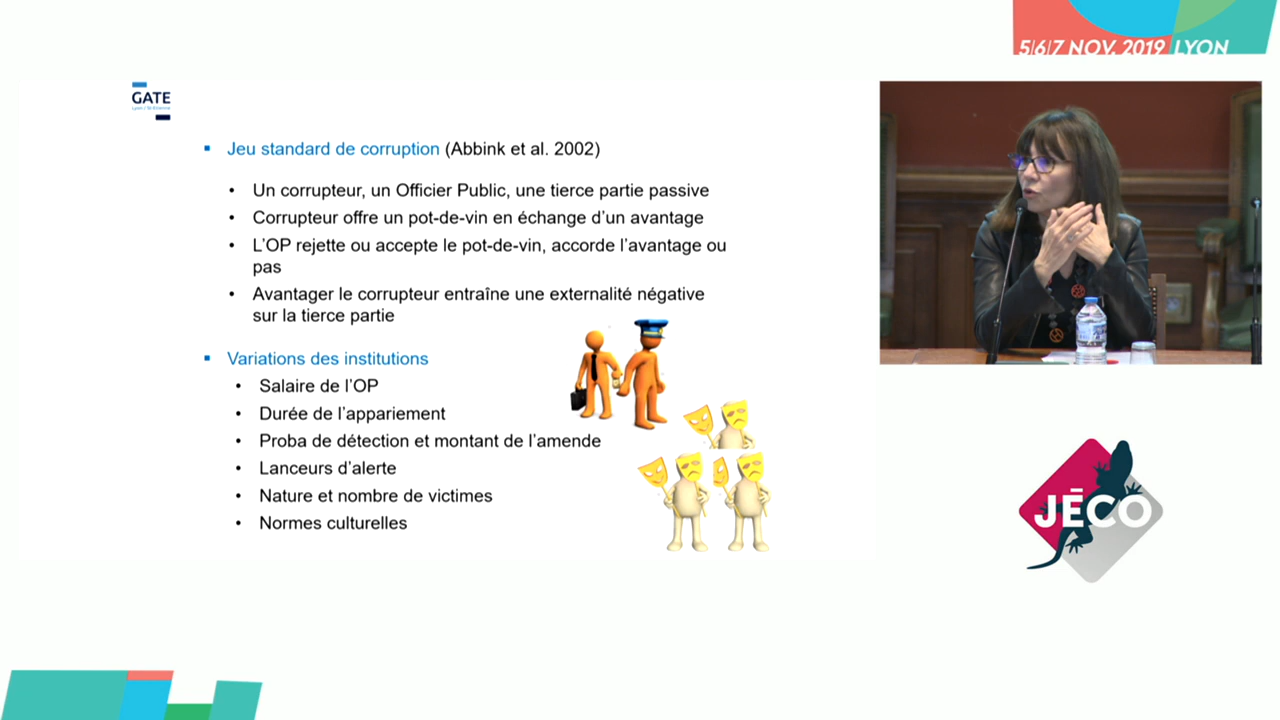 5|6|7 NOV. 2019 LYON
GATE
Lyon / St-Etienne
Jeu standard de corruption (Abbink et al. 2002)
Un corrupteur, un Officier Public, une tierce partie passive
Corrupteur offre un pot-de-vin en échange d'un avantage
L'OP rejette ou accepte le pot-de-vin, accorde l'avantage ou
pas
Avantager le corrupteur entraîne une externalité négative
sur la tierce partie
Variations des institutions
Salaire de l'OP
Durée de l'appariement
Proba de détection et montant de l'amende
Lanceurs d'alerte
Nature et nombre de victimes
Normes culturelles
JĒCO